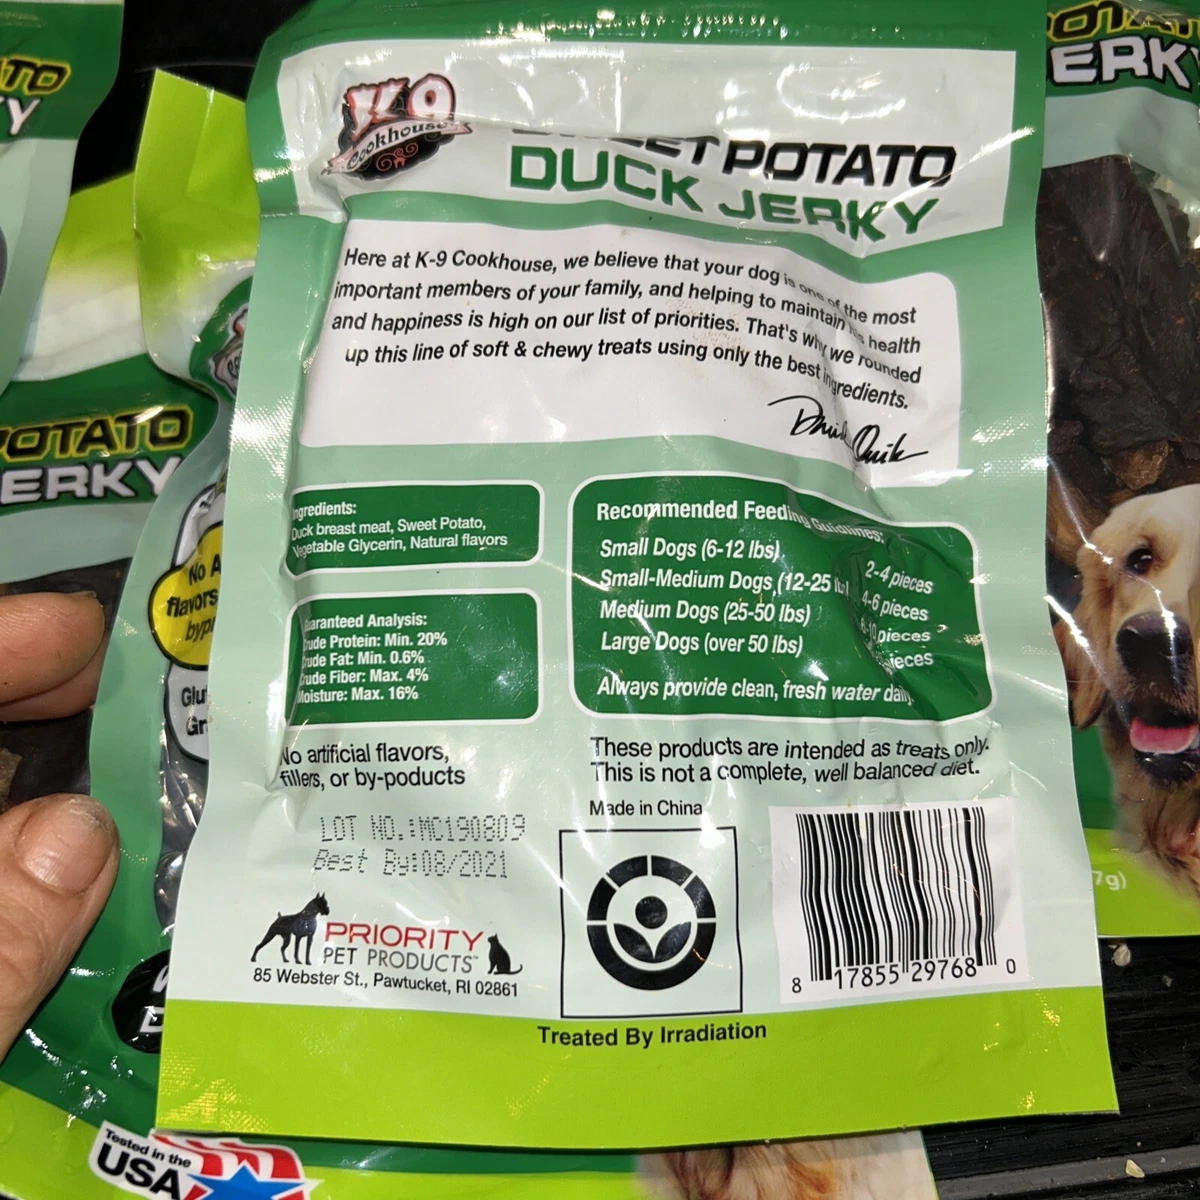 K9
Cookhouse
POTATO
DUCK JERKY
Here at K-9 Cookhouse, we believe that your dog is one of the most
important members of your family, and helping to maintain his health
and happiness is high on our list of priorities. That's why we rounded
up this line of soft & chewy treats using only the best ingredients.
Ingredients:
Duck breast meat, Sweet Potato,
Vegetable Glycerin, Natural flavors
Recommended Feeding Guidlines:
Small Dogs (6-12 lbs) 2-4 pieces
Small-Medium Dogs (12-25 lbs) 4-6 pieces
Medium Dogs (25-50 lbs) 6-10 pieces
Large Dogs (over 50 lbs)
Always provide clean, fresh water daily
Guaranteed Analysis:
Crude Protein: Min. 20%
Crude Fat: Min. 0.6%
Crude Fiber: Max. 4%
Moisture: Max. 16%
No artificial flavors,
fillers, or by-poducts
These products are intended as treats only.
This is not a complete, well balanced diet.
Made in China
LOT NO.:MC190809
Best By:08/2021
PRIORITY
PET PRODUCTS™
85 Webster St., Pawtucket, RI 02861
8 17855 29768 0
Treated By Irradiation
POTATO
JERKY
No
flavors
Tested in the
USA
7g)